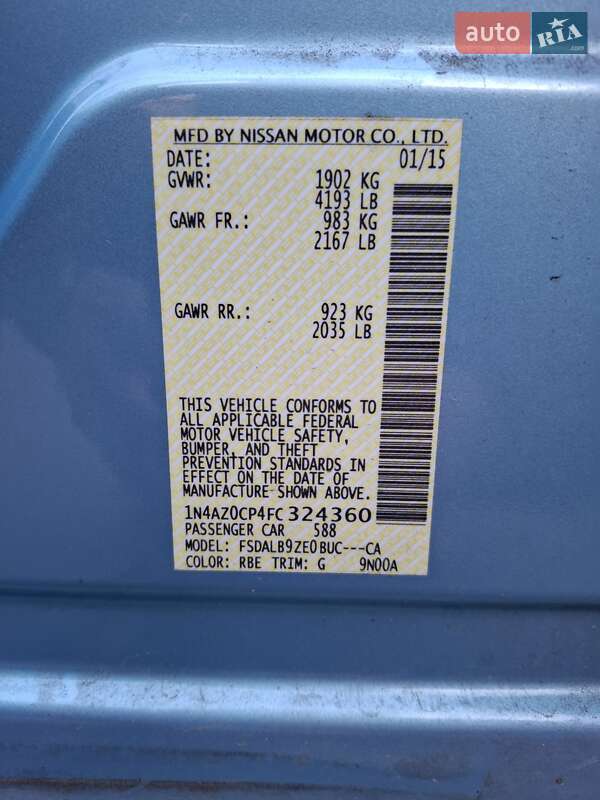 auto RIA
.com
MFD BY NISSAN MOTOR CO., LTD.
DATE: 01/15
GVWR: 1902 KG
4193 LB
GAWR FR.: 983 KG
2167 LB
GAWR RR.: 923 KG
2035 LB
THIS VEHICLE CONFORMS TO
ALL APPLICABLE FEDERAL
MOTOR VEHICLE SAFETY,
BUMPER, AND THEFT
PREVENTION STANDARDS IN
EFFECT ON THE DATE OF
MANUFACTURE SHOWN ABOVE.
1N4AZ0CP4FC324360
PASSENGER CAR 588
MODEL: FSDALB9ZE0BUC---CA
COLOR: RBE TRIM: G 9N00A